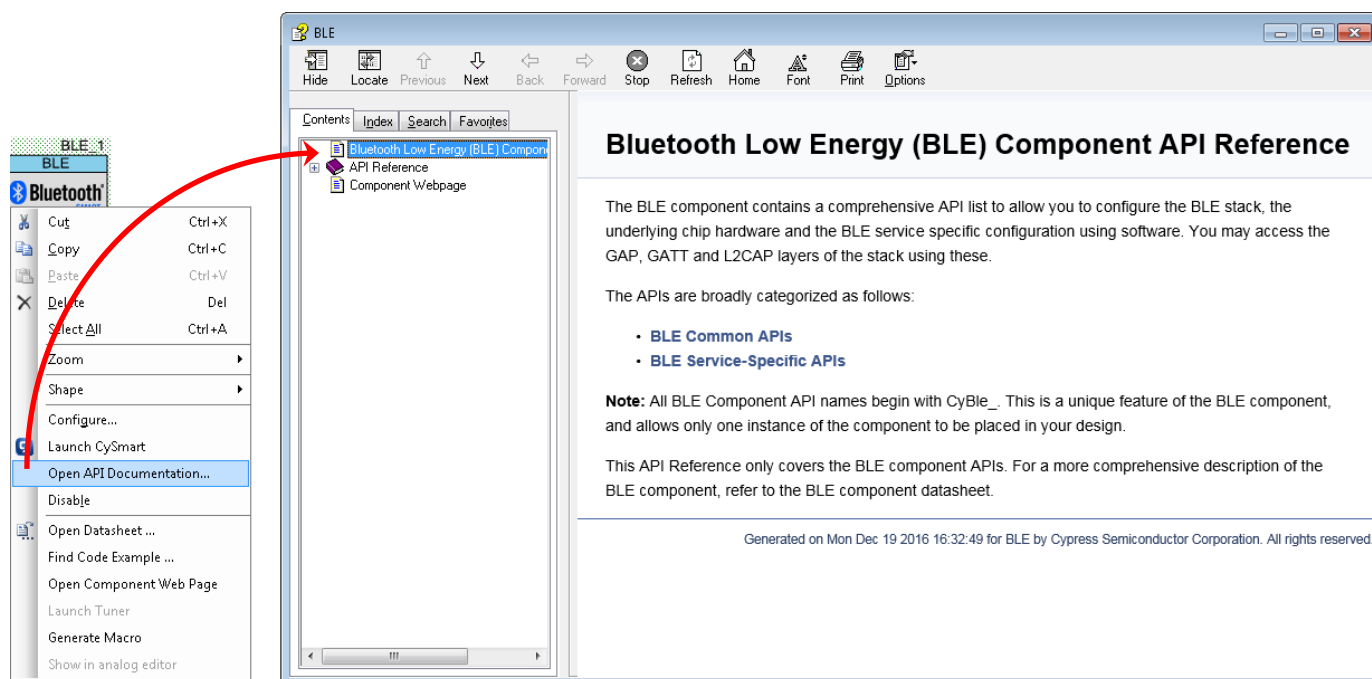 BLE_1
BLE
Bluetooth
SMART
Cut Ctrl+X
Copy Ctrl+C
Paste Ctrl+V
Delete Del
Select All Ctrl+A
Zoom
Shape
Configure...
Launch CySmart
Open API Documentation...
Disable
Open Datasheet ...
Find Code Example ...
Open Component Web Page
Launch Tuner
Generate Macro
Show in analog editor
BLE
Hide Locate Previous Next Back Forward Stop Refresh Home Font Print Options
Contents Index Search Favorites
Bluetooth Low Energy (BLE) Compon
API Reference
Component Webpage
Bluetooth Low Energy (BLE) Component API Reference
The BLE component contains a comprehensive API list to allow you to configure the BLE stack, the
underlying chip hardware and the BLE service specific configuration using software. You may access the
GAP, GATT and L2CAP layers of the stack using these.
The APIs are broadly categorized as follows:
• BLE Common APIs
• BLE Service-Specific APIs
Note: All BLE Component API names begin with CyBle_. This is a unique feature of the BLE component,
and allows only one instance of the component to be placed in your design.
This API Reference only covers the BLE component APIs. For a more comprehensive description of the
BLE component, refer to the BLE component datasheet.
Generated on Mon Dec 19 2016 16:32:49 for BLE by Cypress Semiconductor Corporation. All rights reserved.